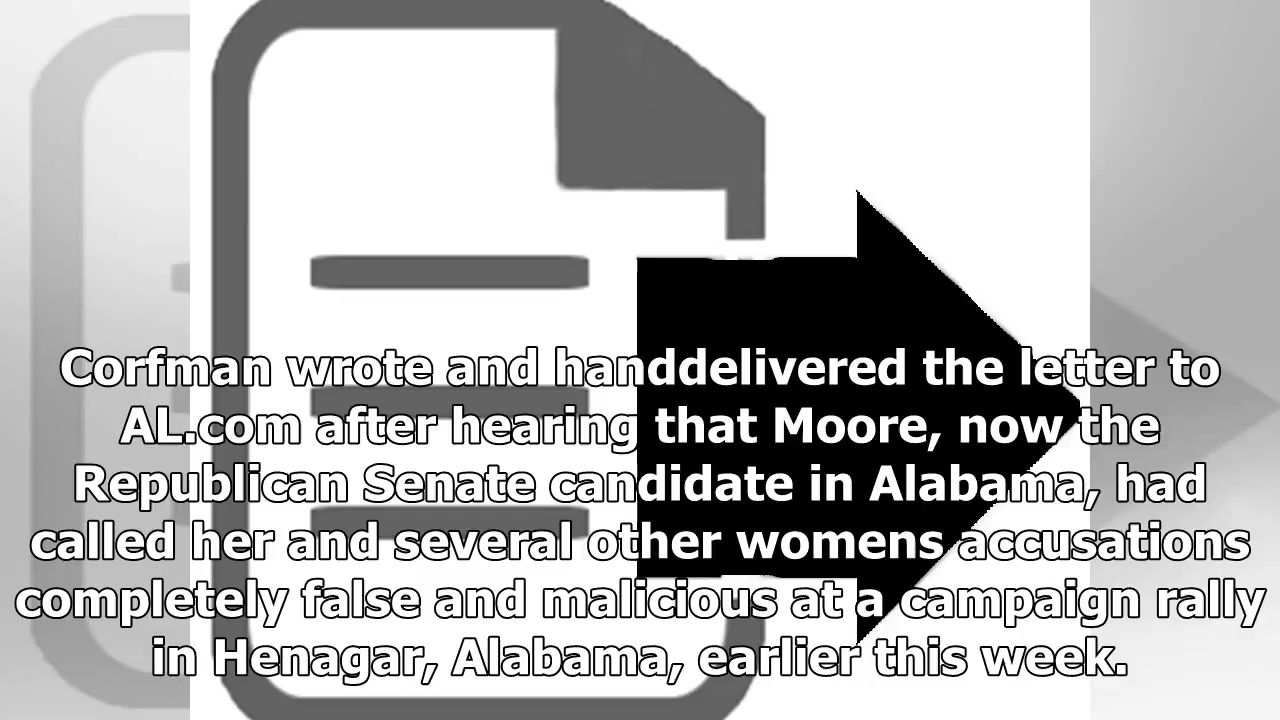 Corfman wrote and handdelivered the letter to
AL.com after hearing that Moore, now the
Republican Senate candidate in Alabama, had
called her and several other womens accusations
completely false and malicious at a campaign rally
in Henagar, Alabama, earlier this week.